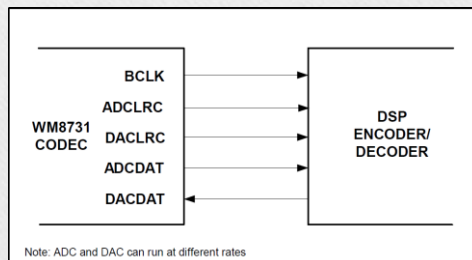 BCLK
ADCLRC
WM8731
CODEC
DACLRC
ADCDAT
DACDAT
DSP
ENCODER/
DECODER
Note: ADC and DAC can run at different rates